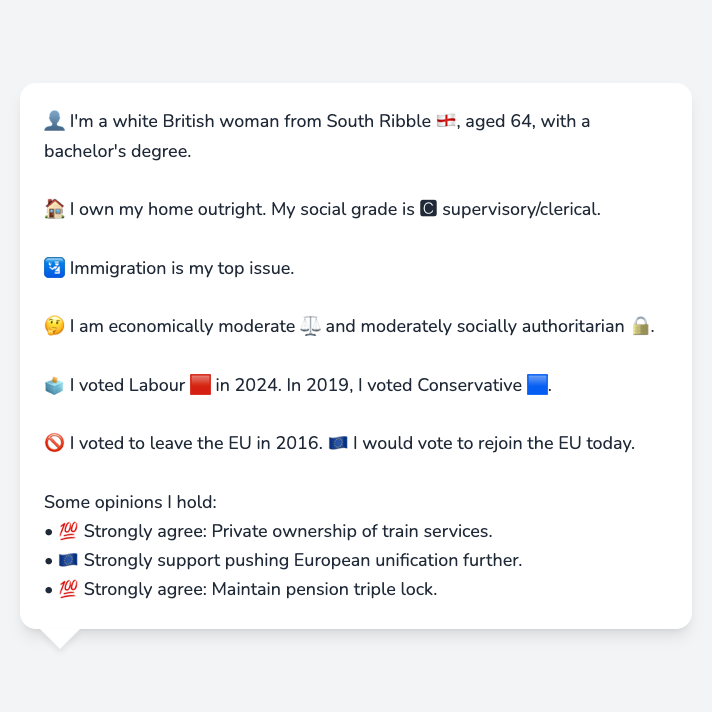 👤 I'm a white British woman from South Ribble 🏴󠁧󠁢󠁥󠁮󠁧󠁿, aged 64, with a
bachelor's degree.
🏠 I own my home outright. My social grade is 🅲 supervisory/clerical.
🛂 Immigration is my top issue.
🤔 I am economically moderate ⚖️ and moderately socially authoritarian 🔒.
🗳️ I voted Labour 🟥 in 2024. In 2019, I voted Conservative 🟦.
🚫 I voted to leave the EU in 2016. 🇪🇺 I would vote to rejoin the EU today.
Some opinions I hold:
• 💯 Strongly agree: Private ownership of train services.
• 🇪🇺 Strongly support pushing European unification further.
• 💯 Strongly agree: Maintain pension triple lock.